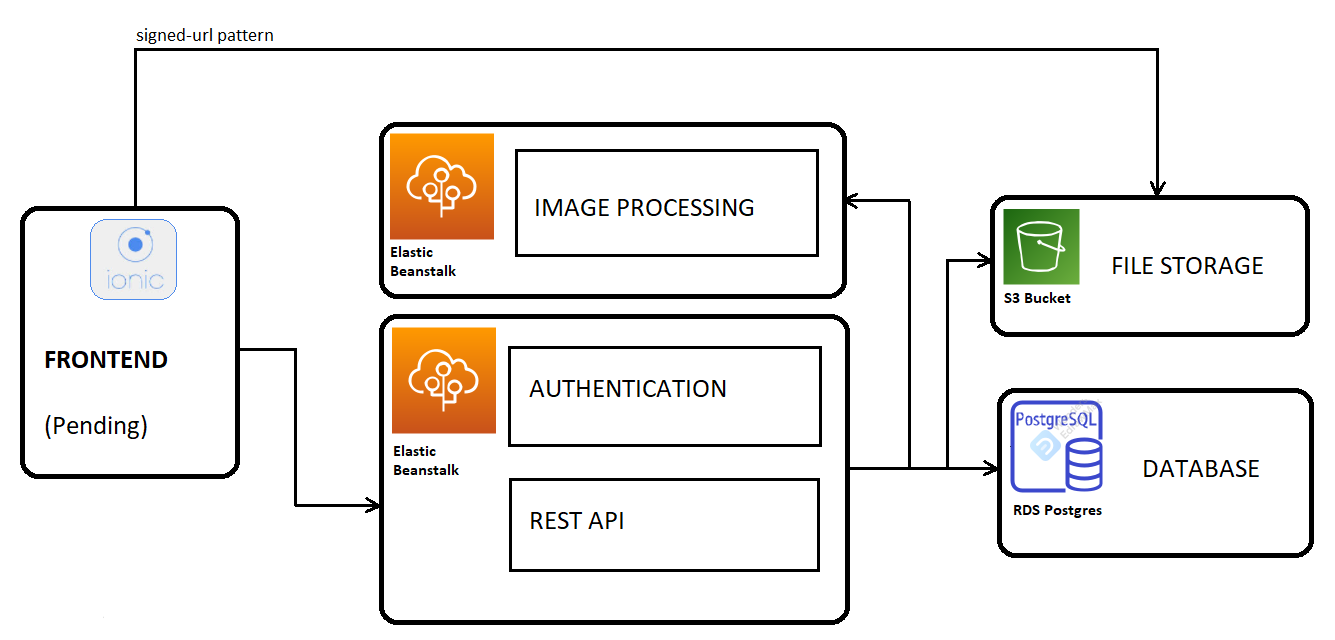 signed-url pattern
IMAGE PROCESSING
Elastic
Beanstalk
ionic
FRONTEND
(Pending)
AUTHENTICATION
Elastic
Beanstalk
REST API
FILE STORAGE
S3 Bucket
PostgreSQL
DATABASE
RDS Postgres